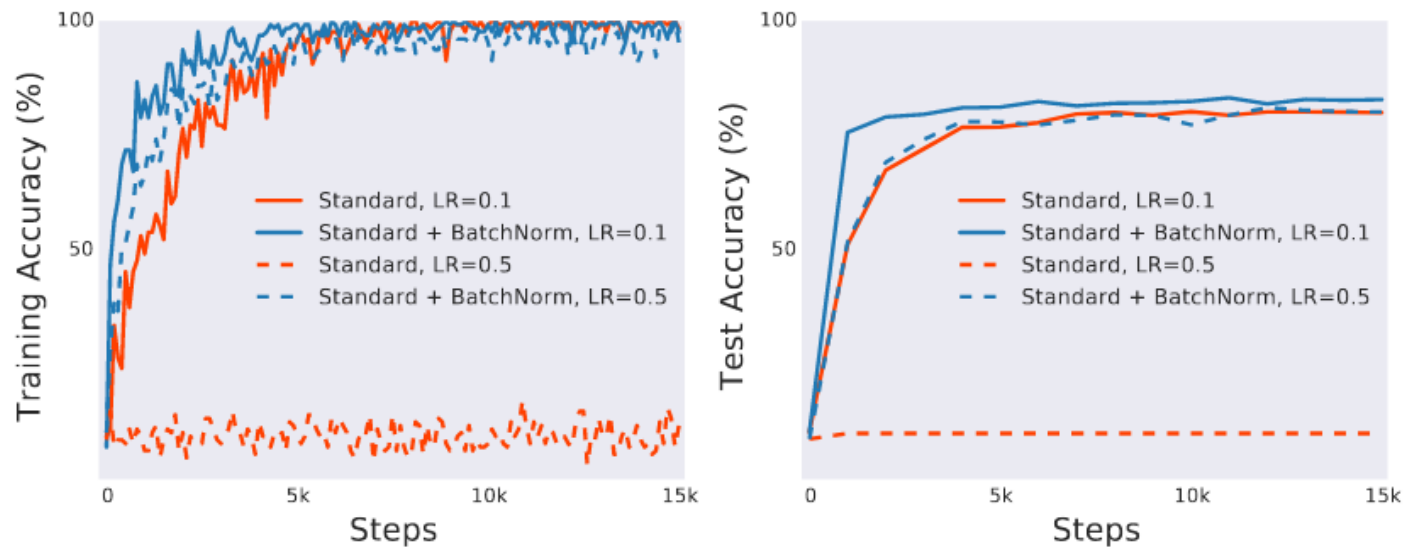 100
50
Training Accuracy (%)
Standard, LR=0.1
Standard + BatchNorm, LR=0.1
Standard, LR=0.5
Standard + BatchNorm, LR=0.5
0 5k 10k 15k
Steps
100
50
Test Accuracy (%)
Standard, LR=0.1
Standard + BatchNorm, LR=0.1
Standard, LR=0.5
Standard + BatchNorm, LR=0.5
0 5k 10k 15k
Steps